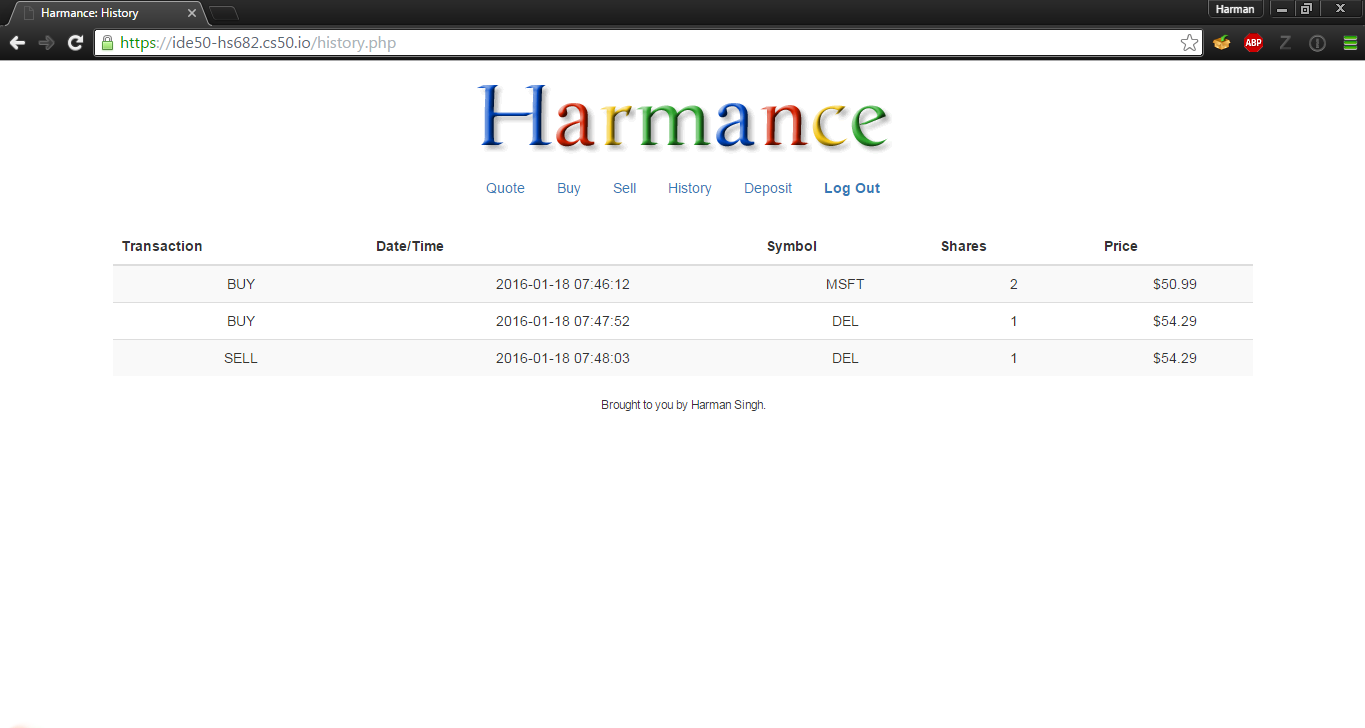 Harmance: History
Harman
https://ide50-hs682.cs50.io/history.php
ABP
Z
Harmance
Quote Buy Sell History Deposit Log Out
Transaction Date/Time Symbol Shares Price
BUY 2016-01-18 07:46:12 MSFT 2 $50.99
BUY 2016-01-18 07:47:52 DEL 1 $54.29
SELL 2016-01-18 07:48:03 DEL 1 $54.29
Brought to you by Harman Singh.